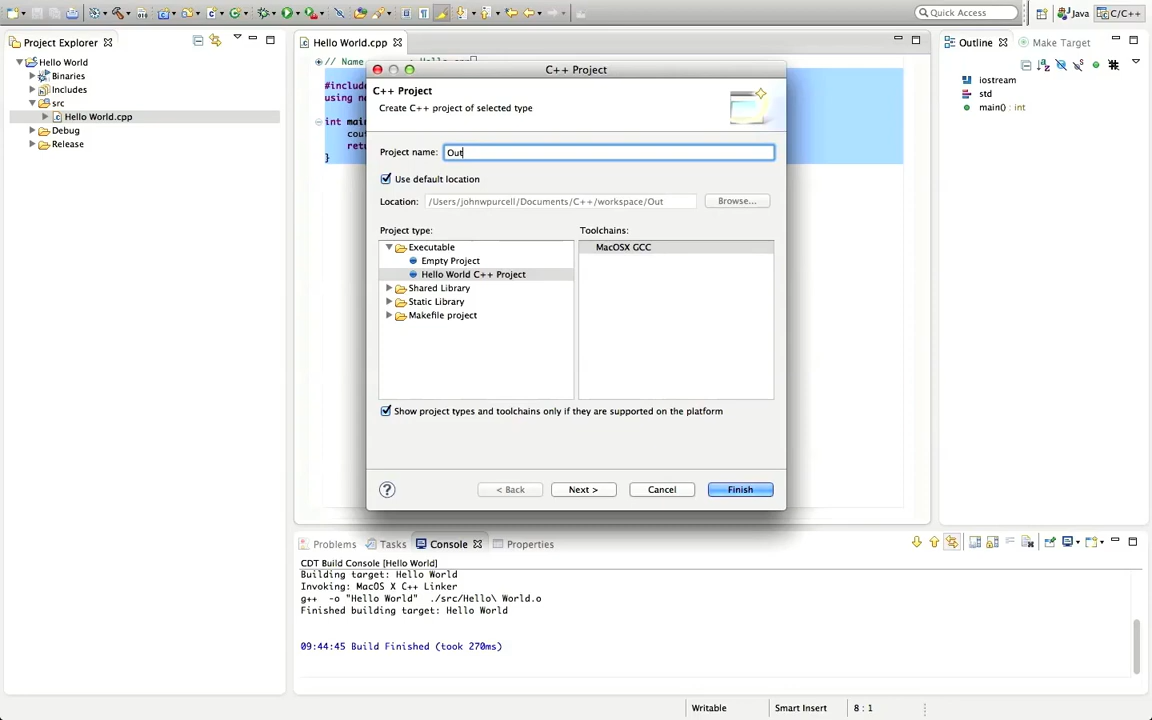 Quick Access
Java
C/C++
Project Explorer
Hello World
Binaries
Includes
src
Hello World.cpp
Debug
Release
Hello World.cpp
// Name
#include
using
int main
cout
return
}
C++ Project
C++ Project
Create C++ project of selected type
Project name: Out
Use default location
Location: /Users/johnwpurcell/Documents/C++/workspace/Out
Browse...
Project type:
Toolchains:
Executable
Empty Project
Hello World C++ Project
Shared Library
Static Library
Makefile project
MacOSX GCC
Show project types and toolchains only if they are supported on the platform
< Back
Next >
Cancel
Finish
Outline
Make Target
iostream
std
main() : int
Problems
Tasks
Console
Properties
CDT Build Console [Hello World]
Building target: Hello World
Invoking: MacOS X C++ Linker
g++ -o "Hello World" ./src/Hello\ World.o
Finished building target: Hello World
09:44:45 Build Finished (took 270ms)
Writable
Smart Insert
8 : 1